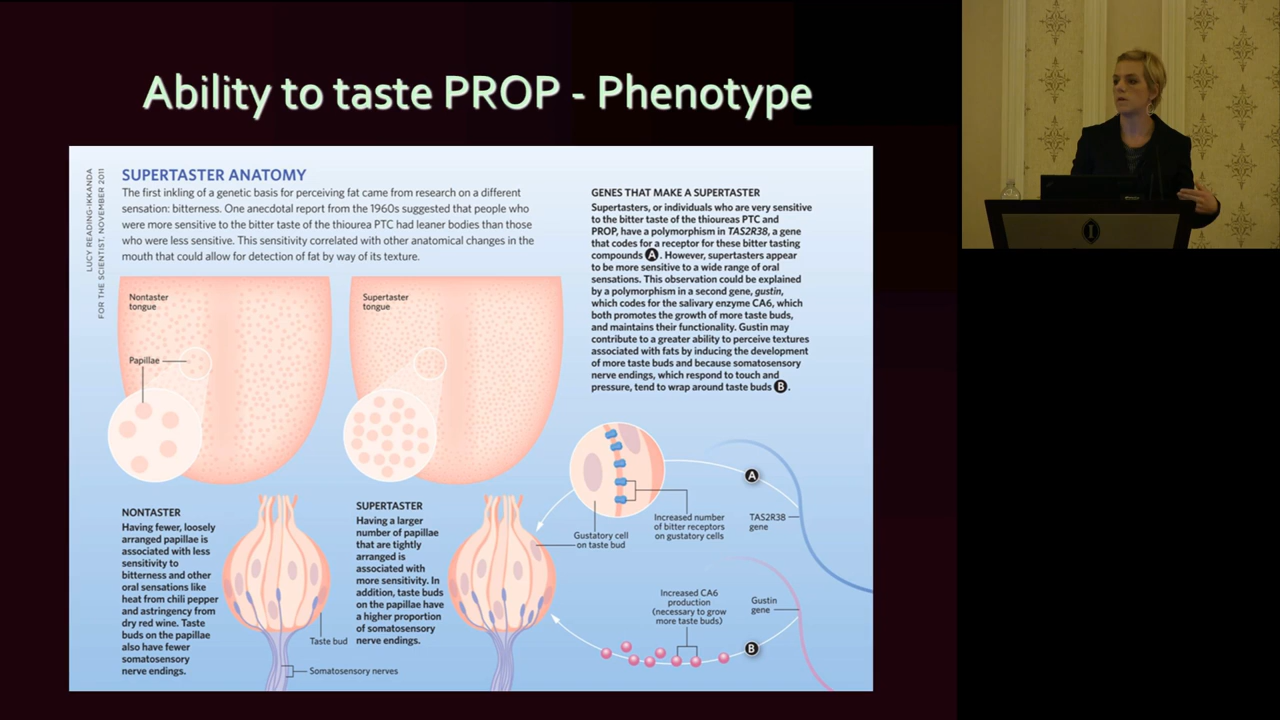 Ability to taste PROP - Phenotype
LUCY READING-IKKANDA
FOR THE SCIENTIST, NOVEMBER 2011
SUPERTASTER ANATOMY
The first inkling of a genetic basis for perceiving fat came from research on a different
sensation: bitterness. One anecdotal report from the 1960s suggested that people who
were more sensitive to the bitter taste of the thiourea PTC had leaner bodies than those
who were less sensitive. This sensitivity correlated with other anatomical changes in the
mouth that could allow for detection of fat by way of its texture.
GENES THAT MAKE A SUPERTASTER
Supertasters, or individuals who are very sensitive
to the bitter taste of the thioureas PTC and
PROP, have a polymorphism in TAS2R38, a gene
that codes for a receptor for these bitter tasting
compounds A. However, supertasters appear
to be more sensitive to a wide range of oral
sensations. This observation could be explained
by a polymorphism in a second gene, gustin,
which codes for the salivary enzyme CA6, which
both promotes the growth of more taste buds,
and maintains their functionality. Gustin may
contribute to a greater ability to perceive textures
associated with fats by inducing the development
of more taste buds and because somatosensory
nerve endings, which respond to touch and
pressure, tend to wrap around taste buds B.
Nontaster
tongue
Papillae
Supertaster
tongue
NONTASTER
Having fewer, loosely
arranged papillae is
associated with less
sensitivity to
bitterness and other
oral sensations like
heat from chili pepper
and astringency from
dry red wine. Taste
buds on the papillae
also have fewer
somatosensory
nerve endings.
Taste bud
Somatosensory nerves
SUPERTASTER
Having a larger
number of papillae
that are tightly
arranged is
associated with
more sensitivity. In
addition, taste buds
on the papillae have
a higher proportion
of somatosensory
nerve endings.
Gustatory cell
on taste bud
Increased number
of bitter receptors
on gustatory cells
A
TAS2R38
gene
Increased CA6
production
(necessary to grow
more taste buds)
Gustin
gene
B